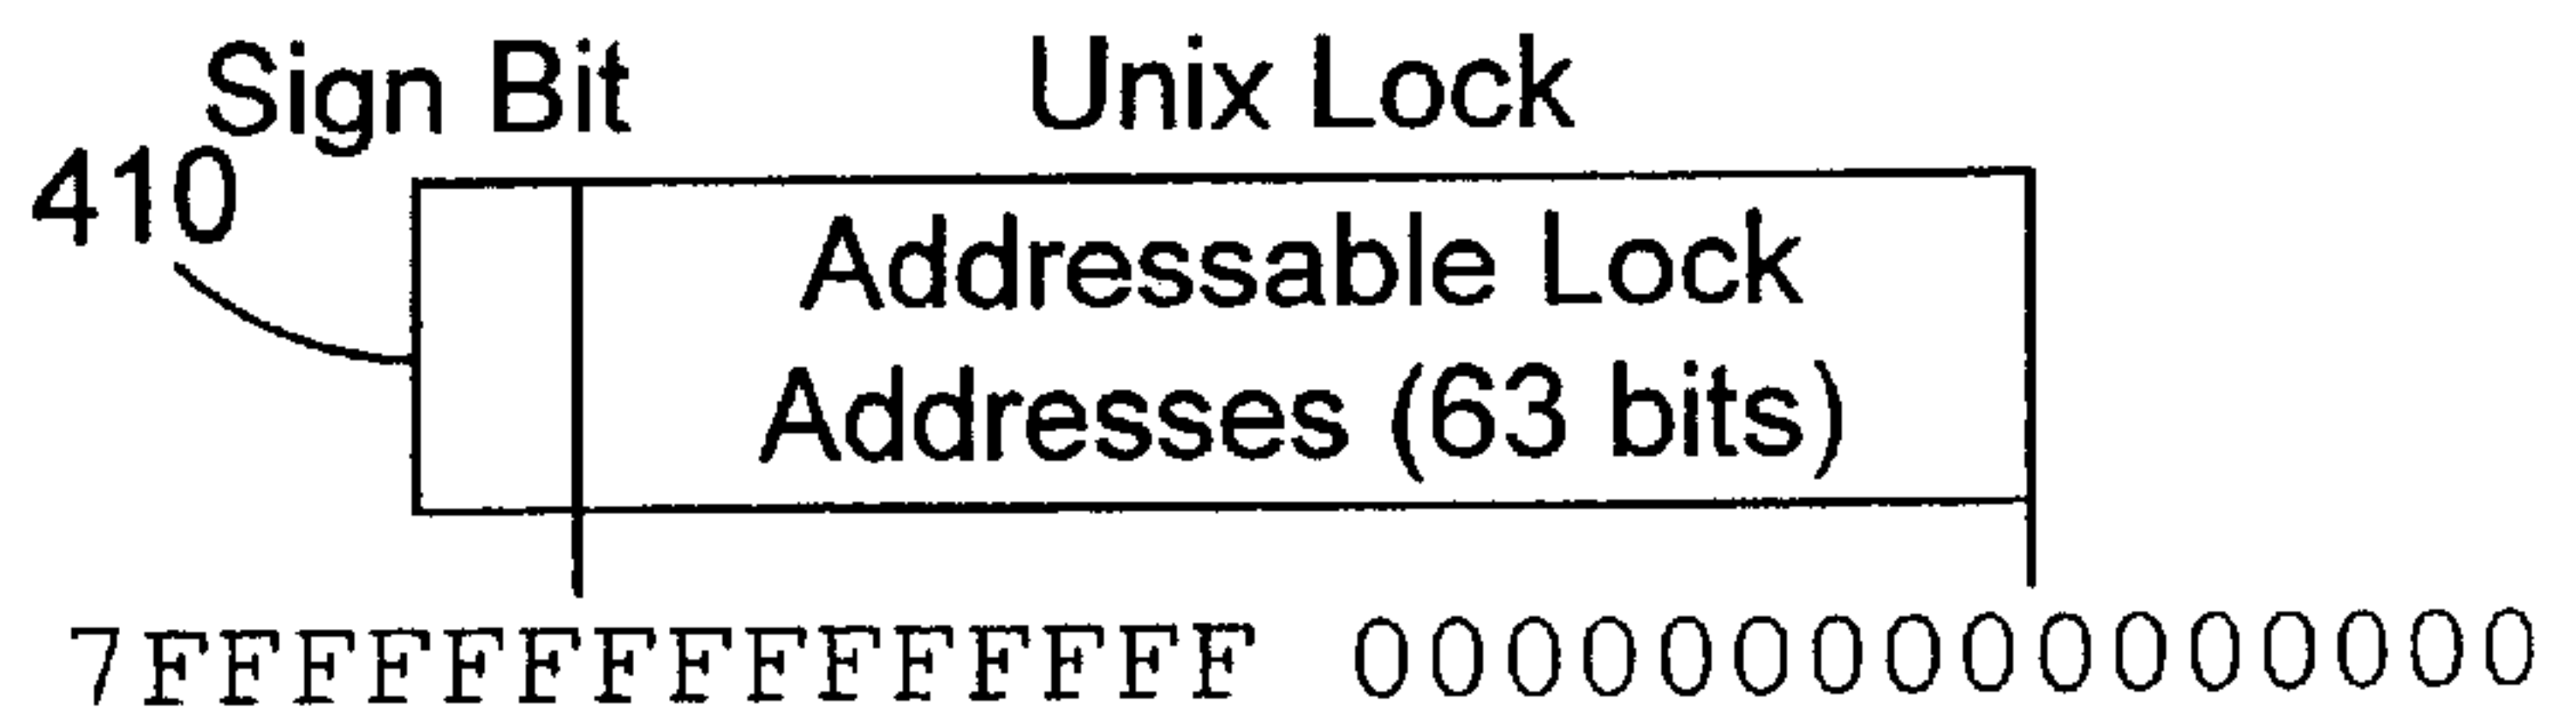 Sign Bit Unix Lock
410
Addressable Lock
Addresses (63 bits)
7FFFFFFFFFFFFFFF 0000000000000000